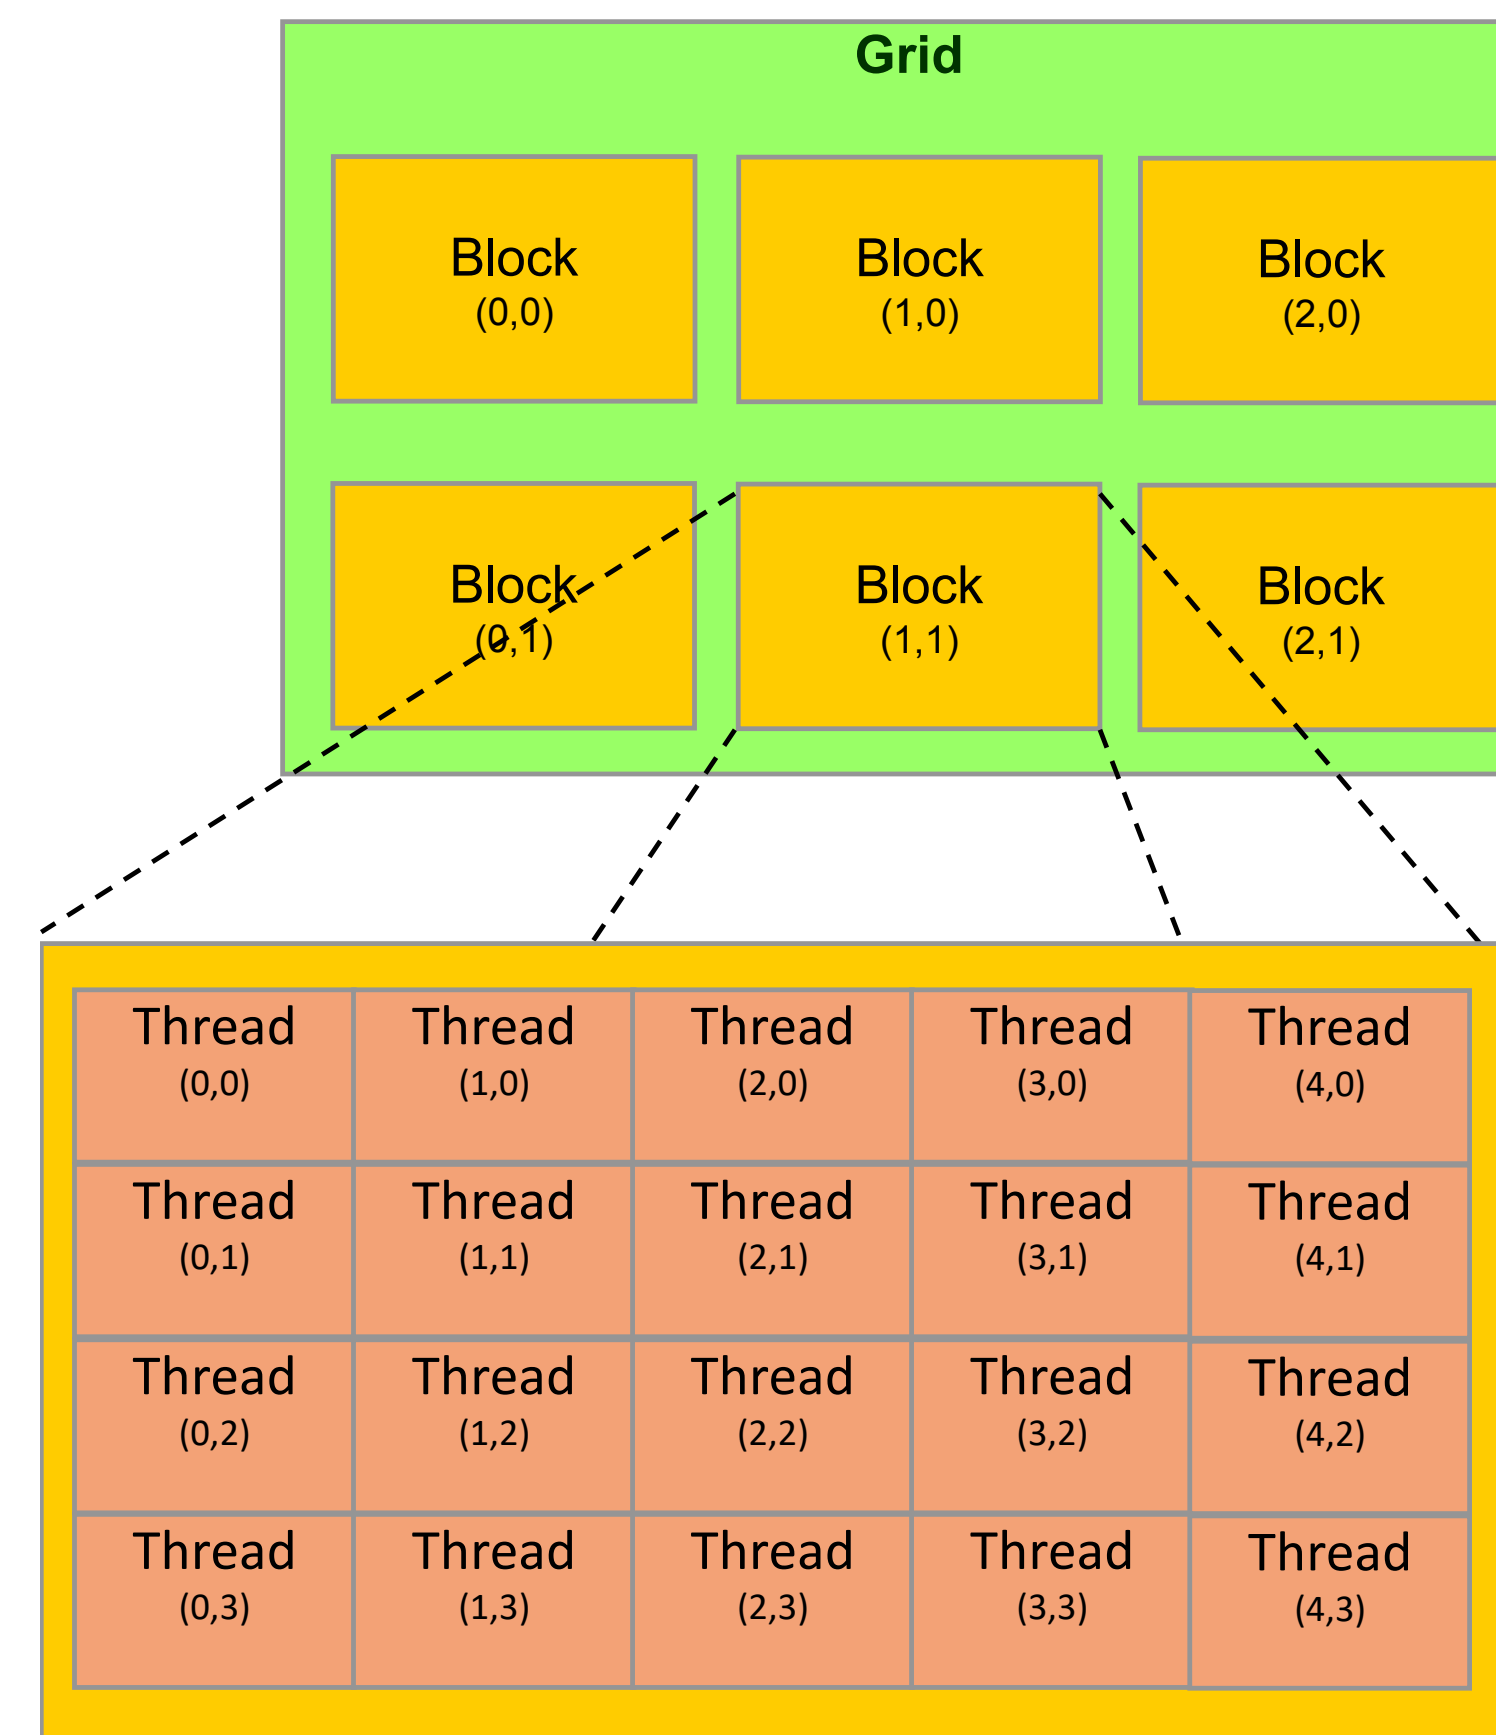 Grid
Block Block Block
(0,0) (1,0) (2,0)
Block Block Block
(0,1) (1,1) (2,1)
Thread Thread Thread Thread Thread
(0,0) (1,0) (2,0) (3,0) (4,0)
Thread Thread Thread Thread Thread
(0,1) (1,1) (2,1) (3,1) (4,1)
Thread Thread Thread Thread Thread
(0,2) (1,2) (2,2) (3,2) (4,2)
Thread Thread Thread Thread Thread
(0,3) (1,3) (2,3) (3,3) (4,3)